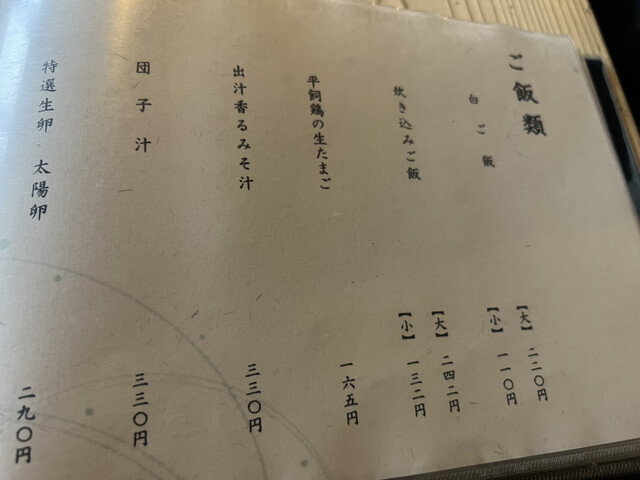 ご飯類
白ご飯
【大】二二〇円
【小】一一〇円
炊き込みご飯
【大】二四二円
【小】一三二円
平飼鶏の生たまご
一六五円
出汁香るみそ汁
三三〇円
団子汁
三三〇円
特選生卵 太陽卵
二九〇円